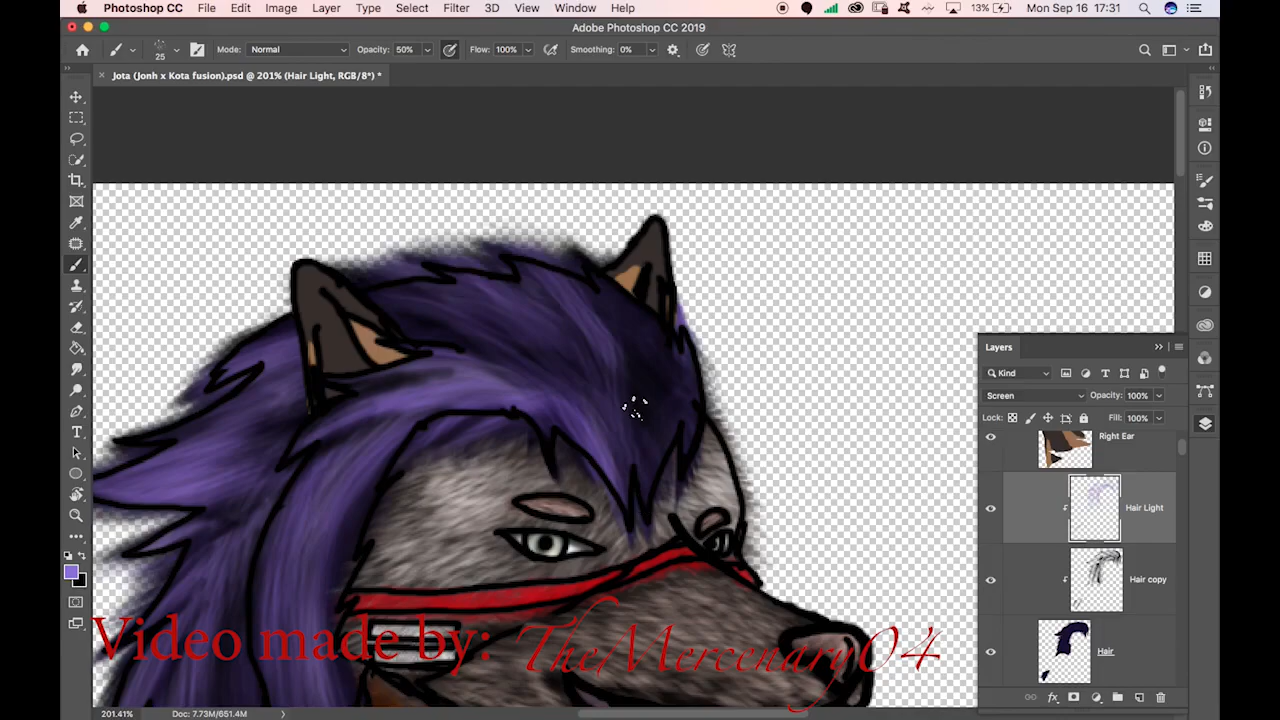 Photoshop CC File Edit Image Layer Type Select Filter 3D View Window Help 13% Mon Sep 16 17:31
Adobe Photoshop CC 2019
25 Mode: Normal Opacity: 50% Flow: 100% Smoothing: 0%
× Jota (Jonh x Kota fusion).psd @ 201% (Hair Light, RGB/8*) *
Layers
Kind
Screen Opacity: 100%
Lock: Fill: 100%
Right Ear
Hair Light
Hair copy
Hair
Video made by: TheMercenary04
201.41% Doc: 7.73M/651.4M